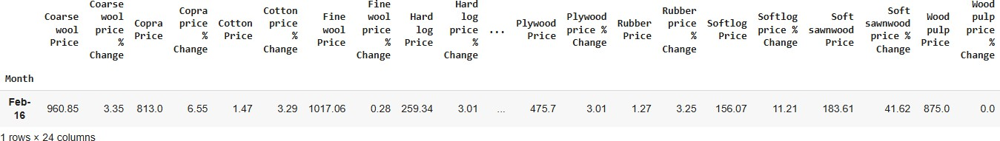 Coarse
wool
Price
Coarse
wool
price
%
Change
Copra
Price
Copra
price
%
Change
Cotton
Price
Cotton
price
%
Change
Fine
wool
Price
Fine
wool
price
%
Change
Hard
log
Price
Hard
log
price
%
Change
...
Plywood
Price
Plywood
price %
Change
Rubber
Price
Rubber
price
%
Change
Softlog
Price
Softlog
price %
Change
Soft
sawnwood
Price
Soft
sawnwood
price %
Change
Wood
pulp
Price
Wood
pulp
price
%
Change
Month
Feb-
16
960.85 3.35 813.0 6.55 1.47 3.29 1017.06 0.28 259.34 3.01 ... 475.7 3.01 1.27 3.25 156.07 11.21 183.61 41.62 875.0 0.0
1 rows × 24 columns